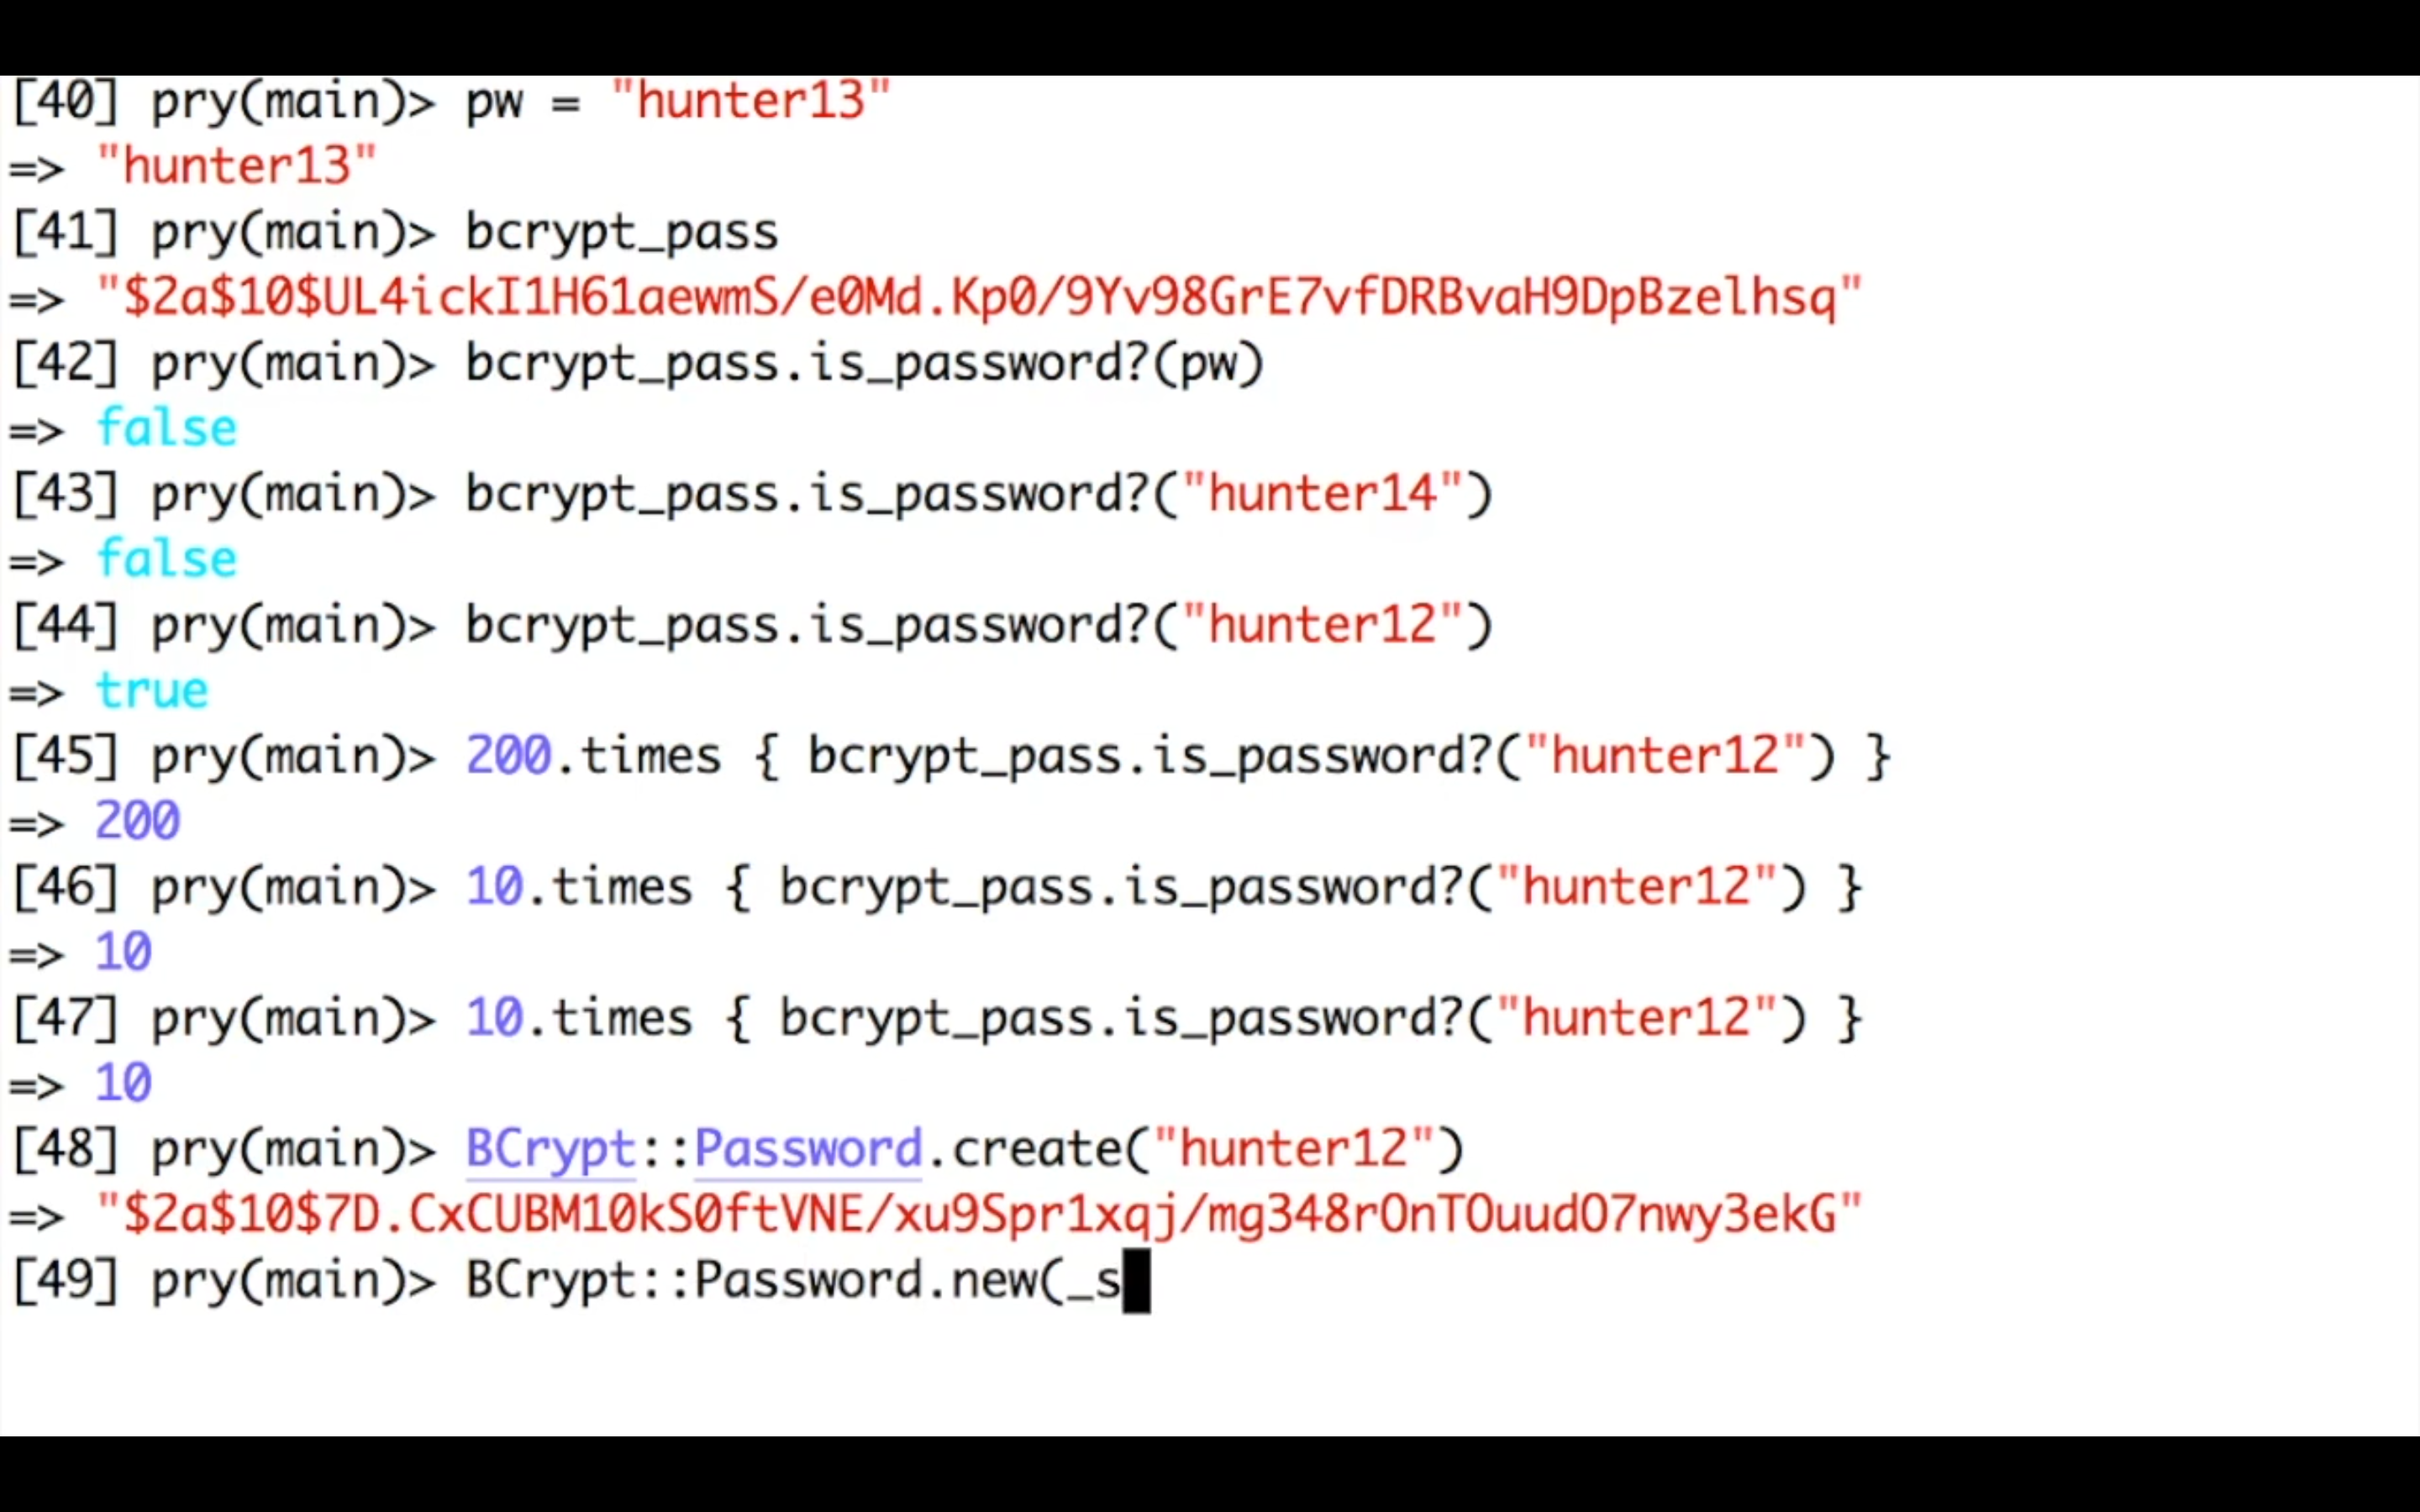 [40] pry(main)> pw = "hunter13"
=> "hunter13"
[41] pry(main)> bcrypt_pass
=> "$2a$10$UL4ickI1H61aewmS/e0Md.Kp0/9Yv98GrE7vfDRBvaH9DpBzelhsq"
[42] pry(main)> bcrypt_pass.is_password?(pw)
=> false
[43] pry(main)> bcrypt_pass.is_password?("hunter14")
=> false
[44] pry(main)> bcrypt_pass.is_password?("hunter12")
=> true
[45] pry(main)> 200.times { bcrypt_pass.is_password?("hunter12") }
=> 200
[46] pry(main)> 10.times { bcrypt_pass.is_password?("hunter12") }
=> 10
[47] pry(main)> 10.times { bcrypt_pass.is_password?("hunter12") }
=> 10
[48] pry(main)> BCrypt::Password.create("hunter12")
=> "$2a$10$7D.CxCUBM10kS0ftVNE/xu9Spr1xqj/mg348rOnTOuudO7nwy3ekG"
[49] pry(main)> BCrypt::Password.new(_s